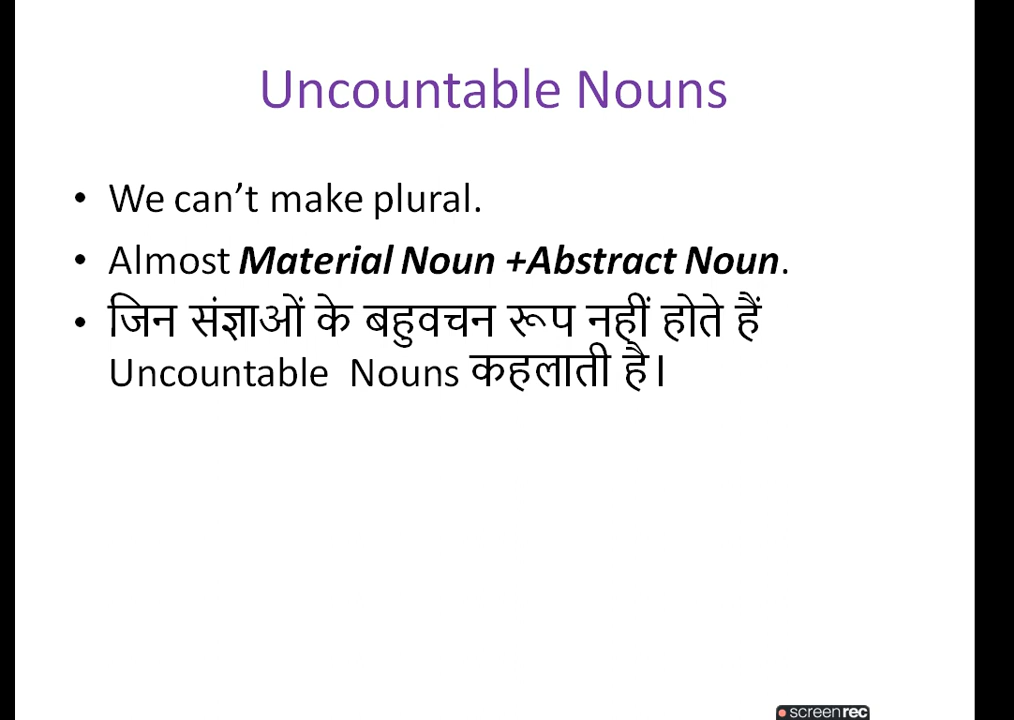 Uncountable Nouns
• We can’t make plural.
• Almost Material Noun +Abstract Noun.
• जिन संज्ञाओं के बहुवचन रूप नहीं होते हैं
Uncountable Nouns कहलाती है।
screenrec